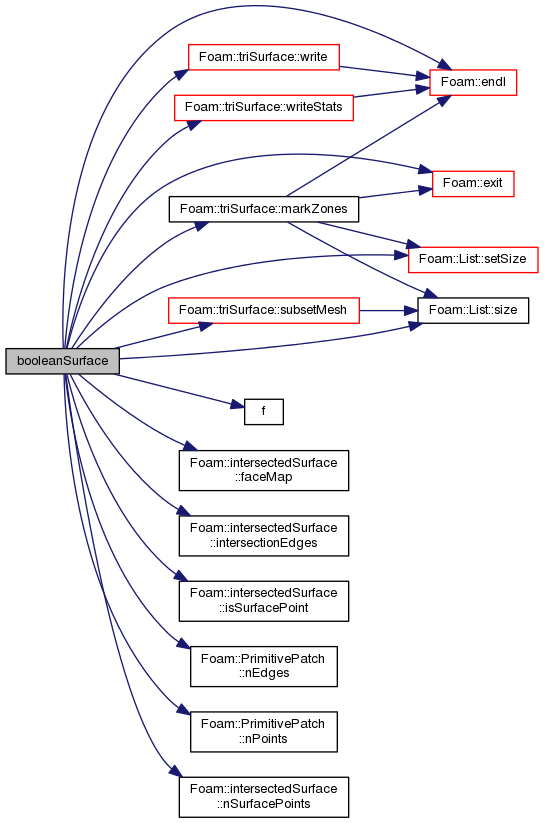 Foam::triSurface::write
Foam::endl
Foam::triSurface::writeStats
Foam::exit
Foam::triSurface::markZones
Foam::List::setSize
Foam::triSurface::subsetMesh
Foam::List::size
booleanSurface
f
Foam::intersectedSurface
::faceMap
Foam::intersectedSurface
::intersectionEdges
Foam::intersectedSurface
::isSurfacePoint
Foam::PrimitivePatch
::nEdges
Foam::PrimitivePatch
::nPoints
Foam::intersectedSurface
::nSurfacePoints